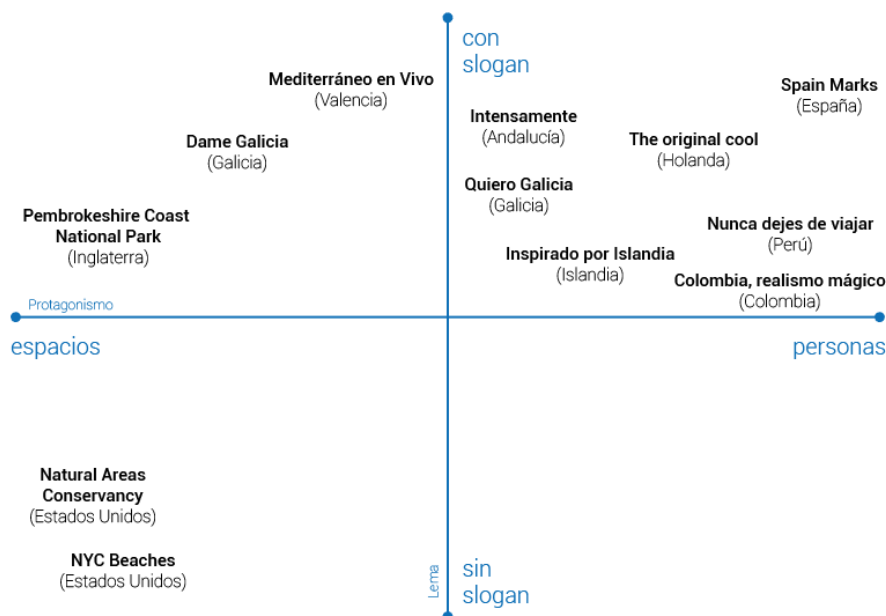 con
slogan
Mediterráneo en Vivo
(Valencia)
Spain Marks
(España)
Intensamente
(Andalucía)
Dame Galicia
(Galicia)
The original cool
(Holanda)
Quiero Galicia
(Galicia)
Pembrokeshire Coast
National Park
(Inglaterra)
Nunca dejes de viajar
(Perú)
Inspirado por Islandia
(Islandia)
Colombia, realismo mágico
(Colombia)
Protagonismo
espacios
personas
Natural Areas
Conservancy
(Estados Unidos)
NYC Beaches
(Estados Unidos)
Lema
sin
slogan